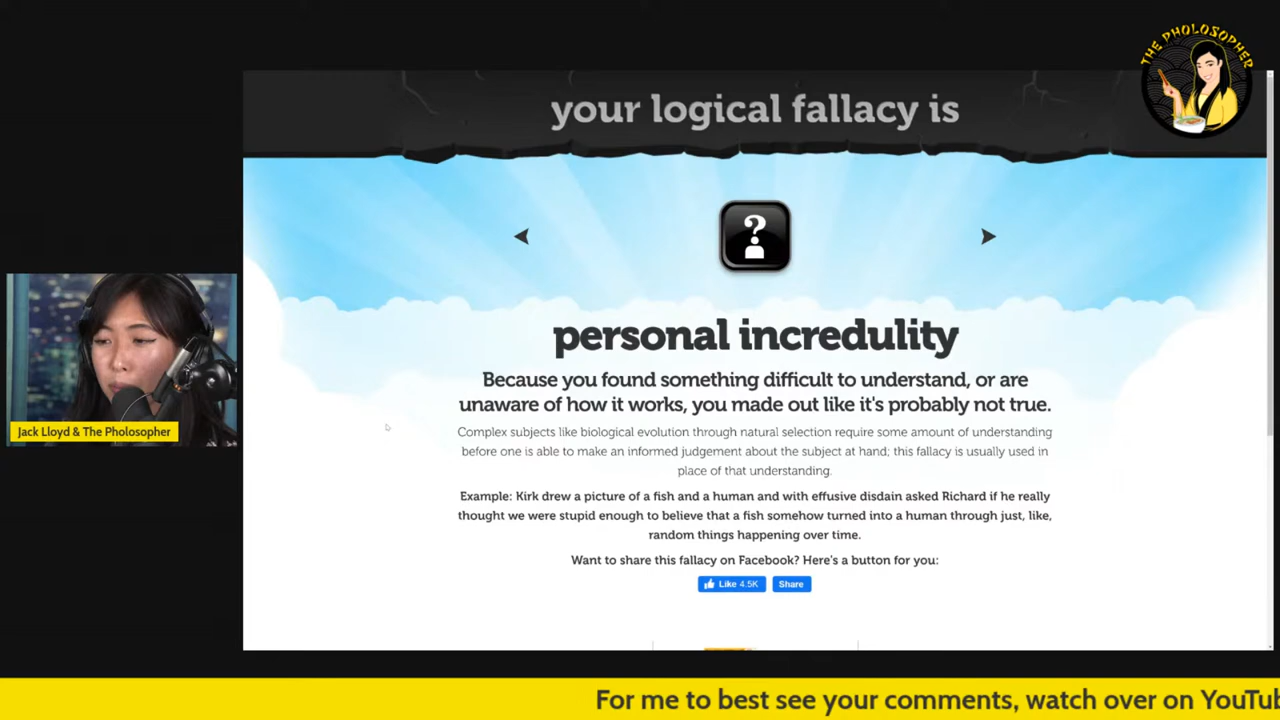 THE PHOLOSOPHER
your logical fallacy is
?
personal incredulity
Because you found something difficult to understand, or are
unaware of how it works, you made out like it's probably not true.
Complex subjects like biological evolution through natural selection require some amount of understanding
before one is able to make an informed judgement about the subject at hand; this fallacy is usually used in
place of that understanding.
Example: Kirk drew a picture of a fish and a human and with effusive disdain asked Richard if he really
thought we were stupid enough to believe that a fish somehow turned into a human through just, like,
random things happening over time.
Want to share this fallacy on Facebook? Here's a button for you:
Like 4.5K Share
Jack Lloyd & The Pholosopher
For me to best see your comments, watch over on YouTub